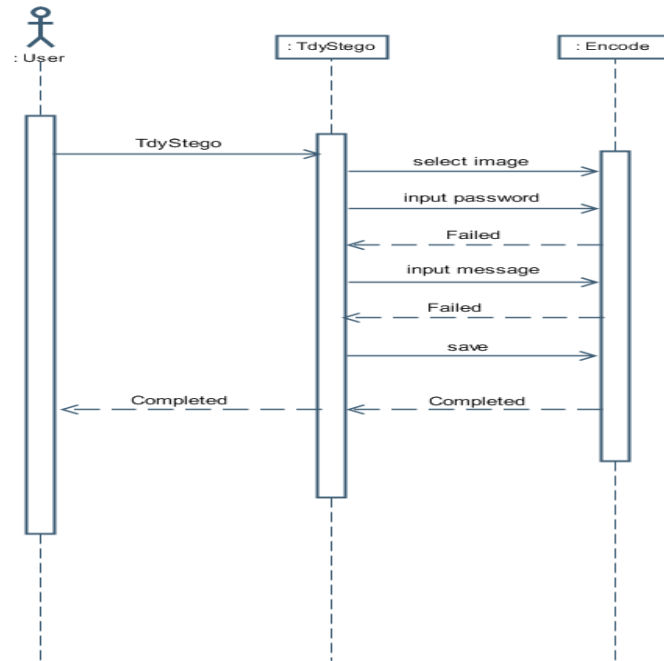 : User
: TdyStego
: Encode
TdyStego
select image
input password
Failed
input message
Failed
save
Completed
Completed